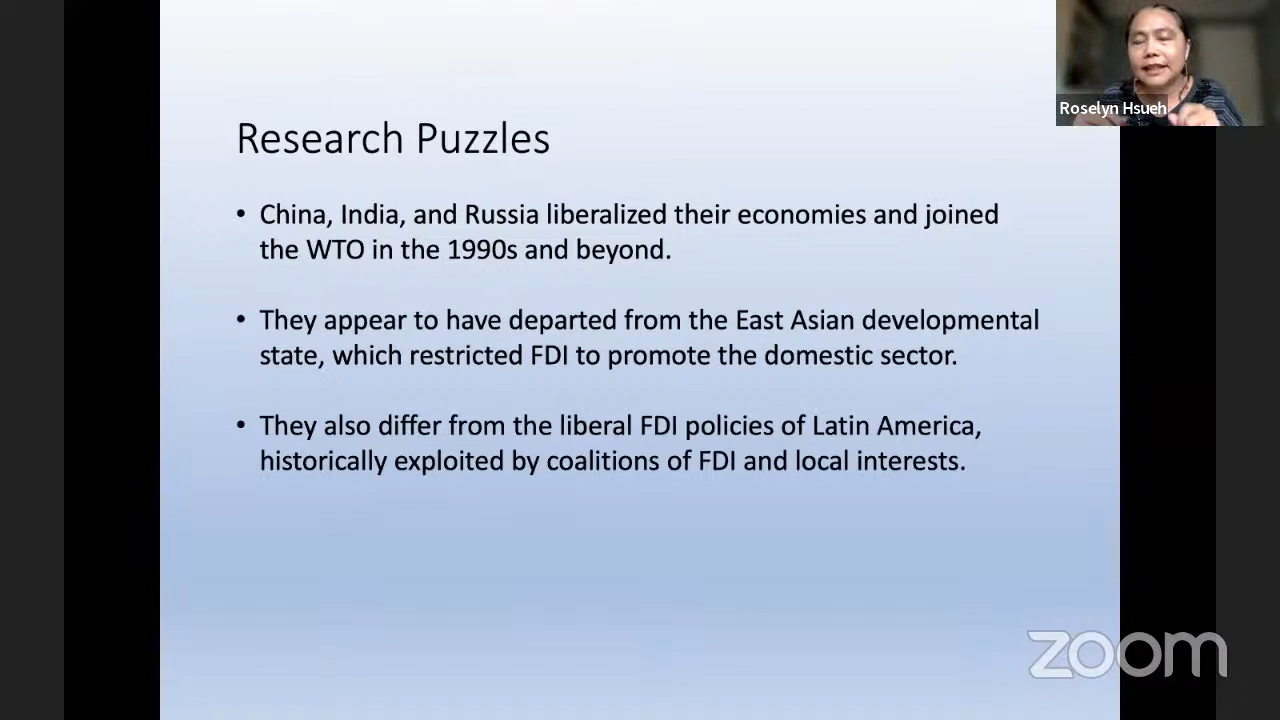 Roselyn Hsueh
Research Puzzles
• China, India, and Russia liberalized their economies and joined
the WTO in the 1990s and beyond.
• They appear to have departed from the East Asian developmental
state, which restricted FDI to promote the domestic sector.
• They also differ from the liberal FDI policies of Latin America,
historically exploited by coalitions of FDI and local interests.
zoom